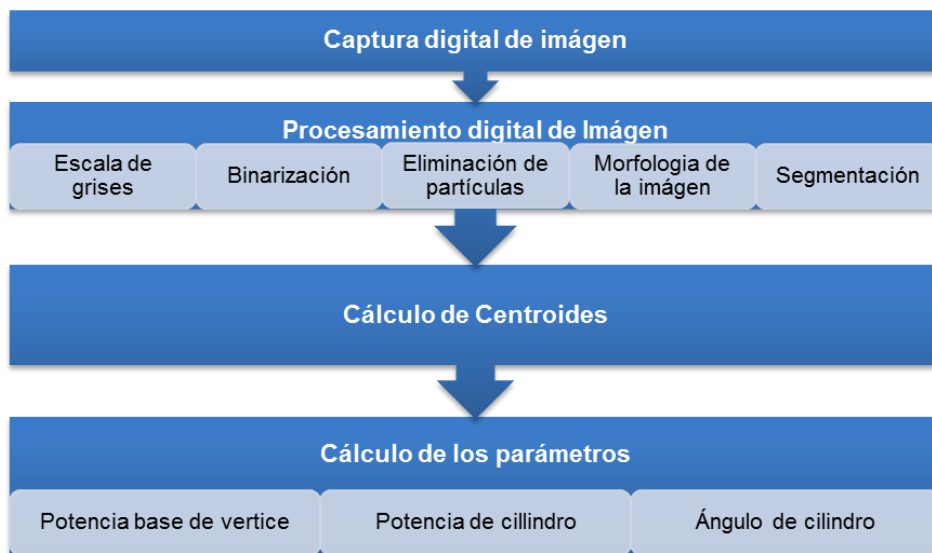 Captura digital de imágen
Procesamiento digital de Imágen
Escala de
grises
Binarización
Eliminación de
partículas
Morfologia de
la imágen
Segmentación
Cálculo de Centroides
Cálculo de los parámetros
Potencia base de vertice
Potencia de cillindro
Ángulo de cilindro